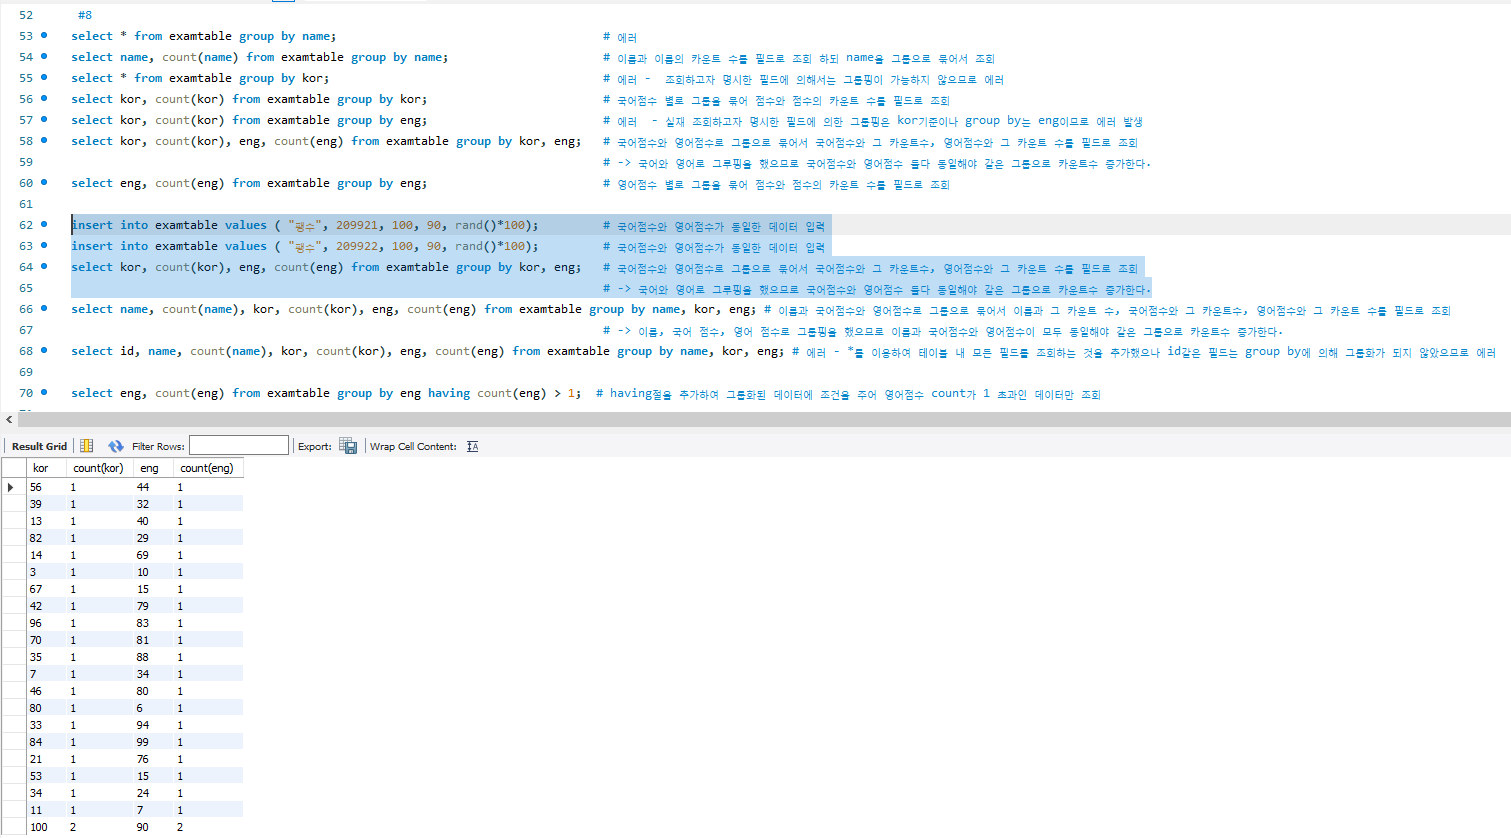 52 #8
53 select * from examtable group by name; # 에러
54 select name, count(name) from examtable group by name; # 이름과 이름의 카운트 수를 필드로 조회 하되 name을 그룹으로 묶어서 조회
55 select * from examtable group by kor; # 에러 - 조회하고자 명시한 필드에 의해서는 그룹핑이 가능하지 않으므로 에러
56 select kor, count(kor) from examtable group by kor; # 국어점수 별로 그룹을 묶어 점수와 점수의 카운트 수를 필드로 조회
57 select kor, count(kor) from examtable group by eng; # 에러 - 실재 조회하고자 명시한 필드에 의한 그룹핑은 kor기준이나 group by는 eng이므로 에러 발생
58 select kor, count(kor), eng, count(eng) from examtable group by kor, eng; # 국어점수와 영어점수로 그룹으로 묶어서 국어점수와 그 카운트수, 영어점수와 그 카운트 수를 필드로 조회
59 # -> 국어와 영어로 그루핑을 했으므로 국어점수와 영어점수 둘다 동일해야 같은 그룹으로 카운트수 증가한다.
60 select eng, count(eng) from examtable group by eng; # 영어점수 별로 그룹을 묶어 점수와 점수의 카운트 수를 필드로 조회
61
62 insert into examtable values ( "펭수", 209921, 100, 90, rand()*100); # 국어점수와 영어점수가 동일한 데이터 입력
63 insert into examtable values ( "펭수", 209922, 100, 90, rand()*100); # 국어점수와 영어점수가 동일한 데이터 입력
64 select kor, count(kor), eng, count(eng) from examtable group by kor, eng; # 국어점수와 영어점수로 그룹으로 묶어서 국어점수와 그 카운트수, 영어점수와 그 카운트 수를 필드로 조회
65 # -> 국어와 영어로 그루핑을 했으므로 국어점수와 영어점수 둘다 동일해야 같은 그룹으로 카운트수 증가한다.
66 select name, count(name), kor, count(kor), eng, count(eng) from examtable group by name, kor, eng; # 이름과 국어점수와 영어점수로 그룹으로 묶어서 이름과 그 카운트 수, 국어점수와 그 카운트수, 영어점수와 그 카운트 수를 필드로 조회
67 # -> 이름, 국어 점수, 영어 점수로 그룹핑을 했으므로 이름과 국어점수와 영어점수이 모두 동일해야 같은 그룹으로 카운트수 증가한다.
68 select id, name, count(name), kor, count(kor), eng, count(eng) from examtable group by name, kor, eng; # 에러 - *를 이용하여 테이블 내 모든 필드를 조회하는 것을 추가했으나 id같은 필드는 group by에 의해 그룹화가 되지 않았으므로 에러
69
70 select eng, count(eng) from examtable group by eng having count(eng) > 1; # having절을 추가하여 그룹화된 데이터에 조건을 주어 영어점수 count가 1 초과인 데이터만 조회
Result Grid Filter Rows: Export: Wrap Cell Content:
kor count(kor) eng count(eng)
56 1 44 1
39 1 32 1
13 1 40 1
82 1 29 1
14 1 69 1
3 1 10 1
67 1 15 1
42 1 79 1
96 1 83 1
70 1 81 1
35 1 88 1
7 1 34 1
46 1 80 1
80 1 6 1
33 1 94 1
84 1 99 1
21 1 76 1
53 1 15 1
34 1 24 1
11 1 7 1
100 2 90 2